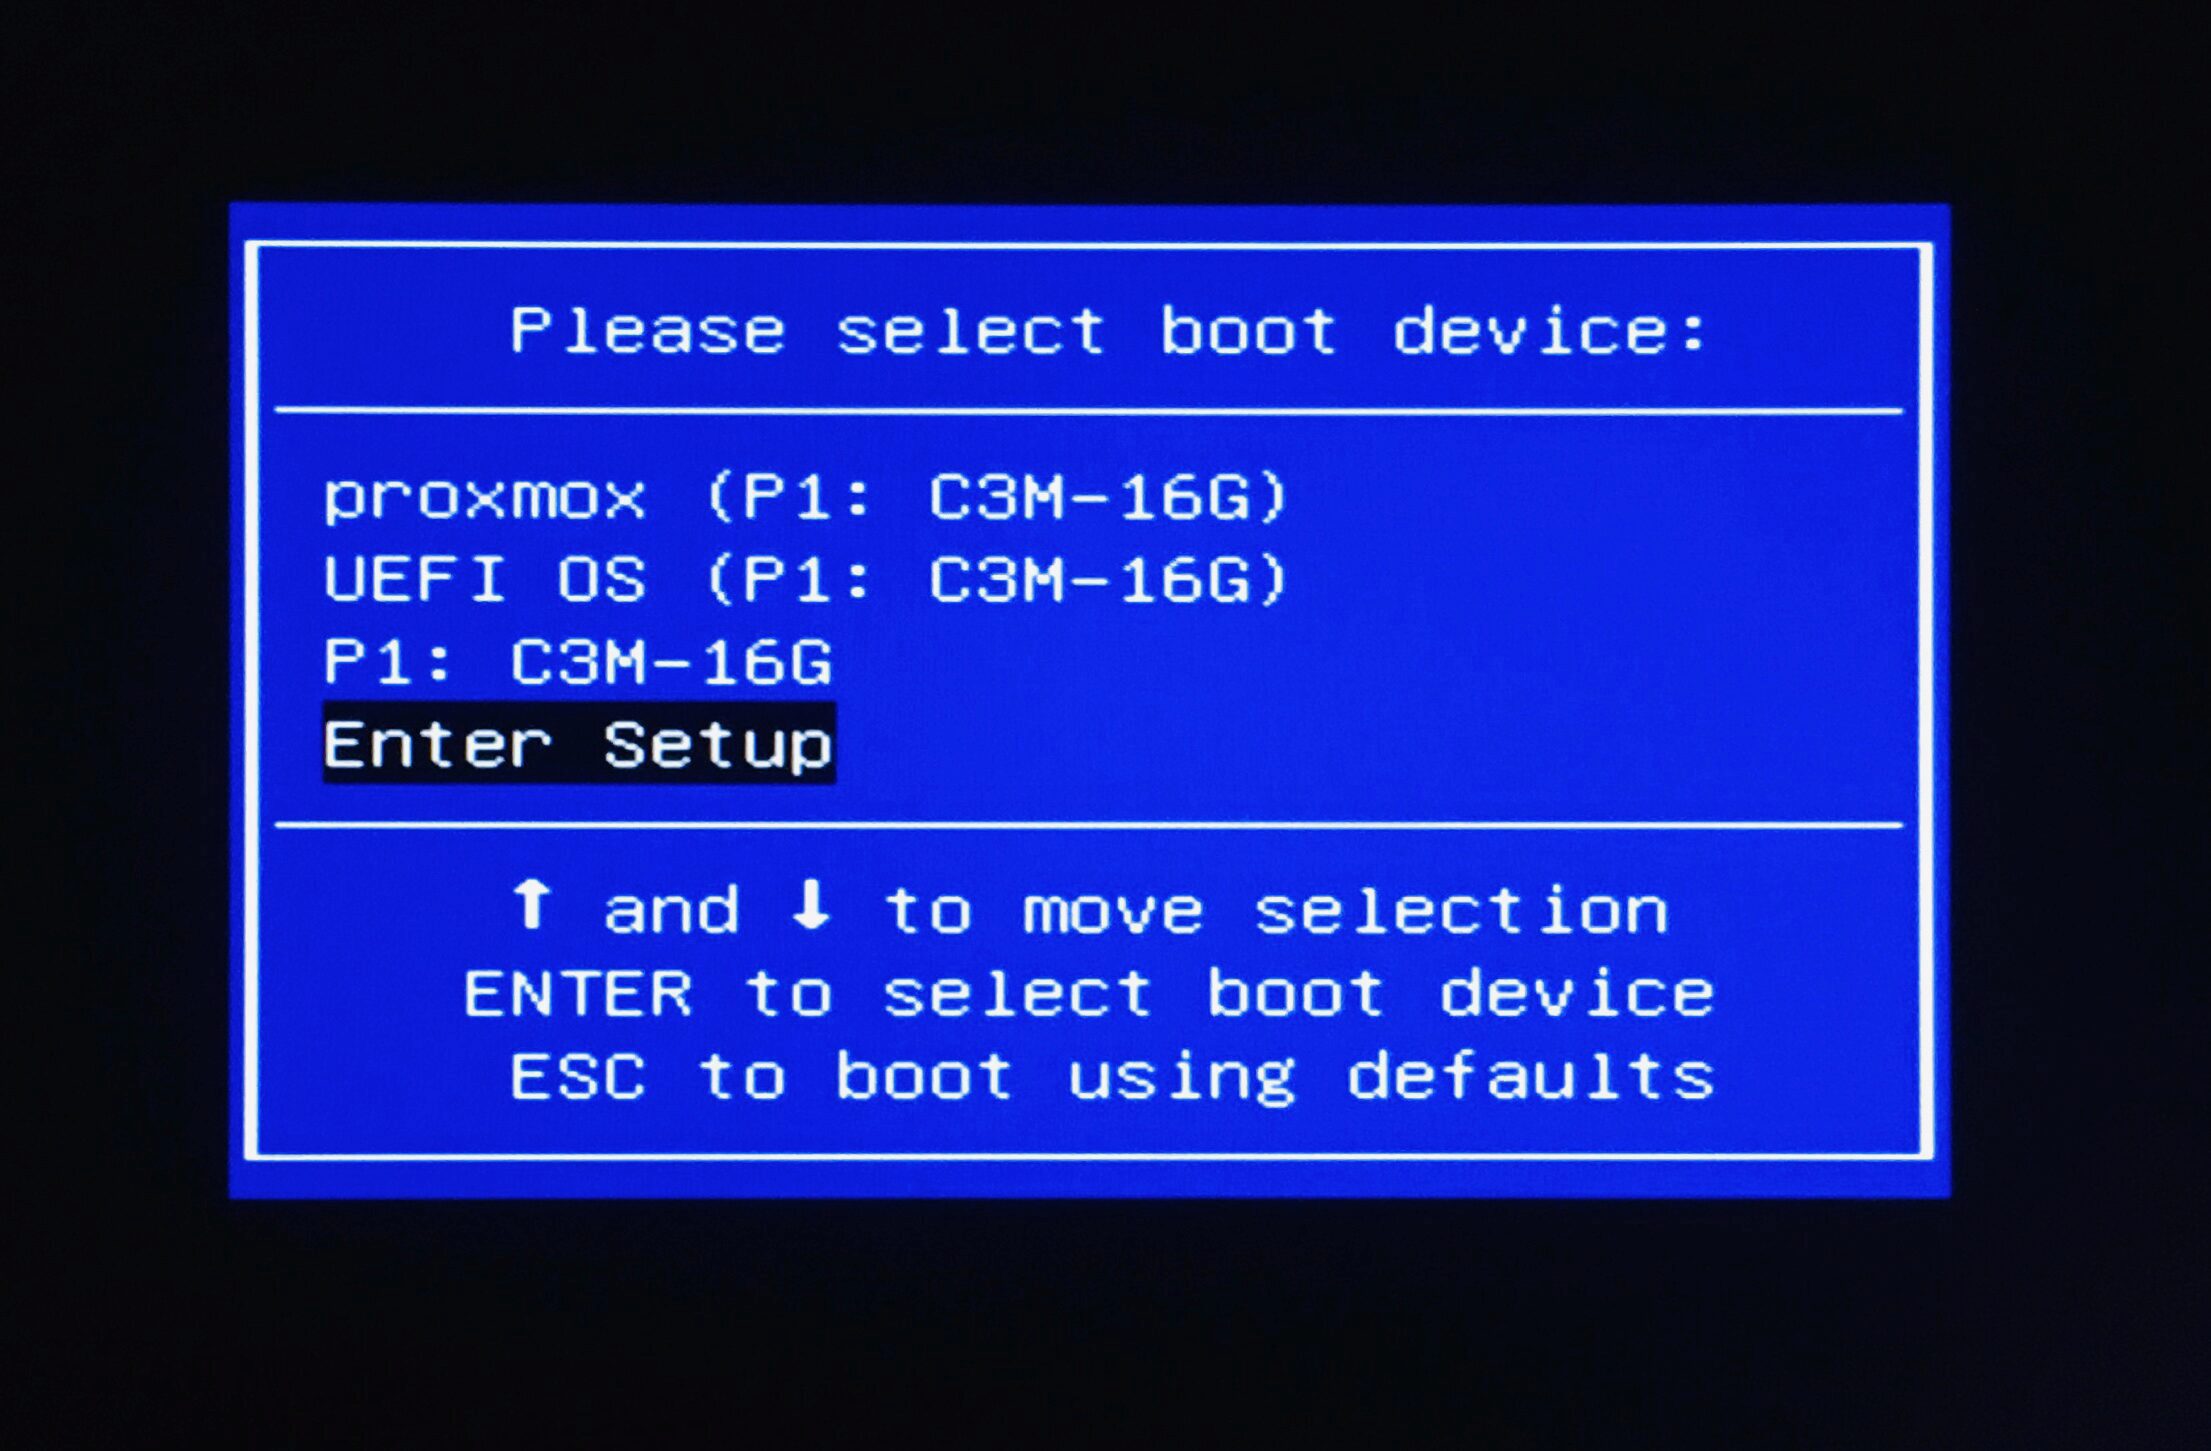 Please select boot device:
proxmox (P1: C3M-16G)
UEFI OS (P1: C3M-16G)
P1: C3M-16G
Enter Setup
↑ and ↓ to move selection
ENTER to select boot device
ESC to boot using defaults